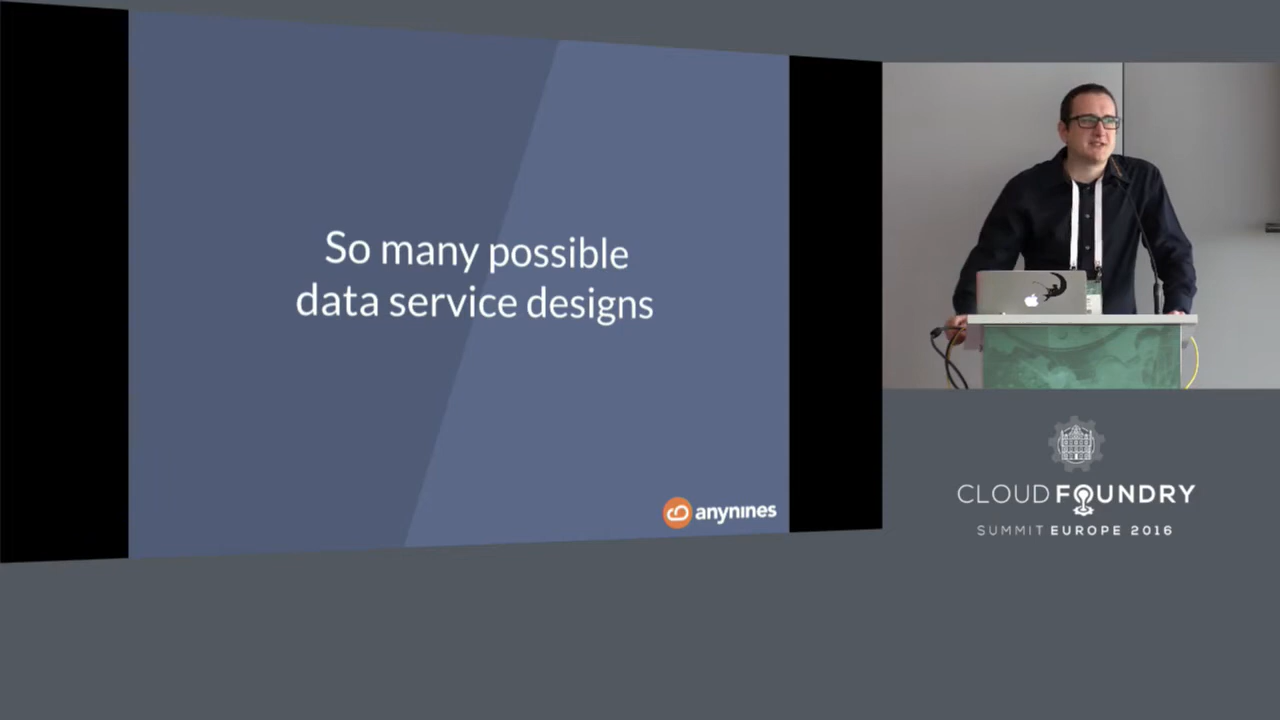 So many possible
data service designs
anynines
CLOUD FOUNDRY
SUMMIT EUROPE 2016